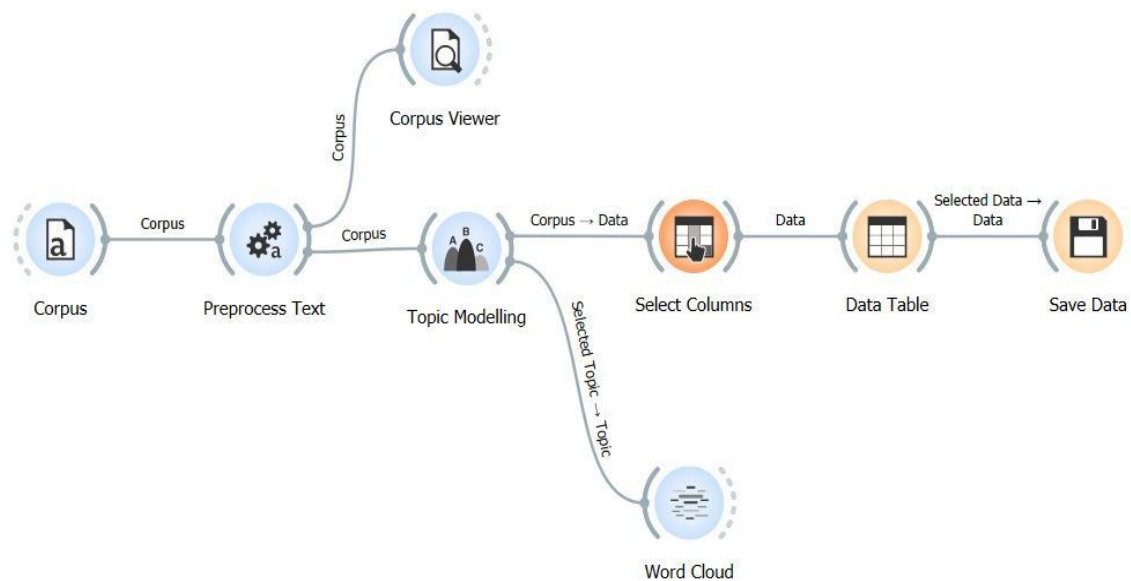 Corpus Viewer
Corpus
Corpus
Corpus
Corpus → Data
Data
Selected Data →
Data
a
a
A
B
C
Corpus
Preprocess Text
Topic Modelling
Select Columns
Data Table
Save Data
Selected Topic → Topic
Word Cloud